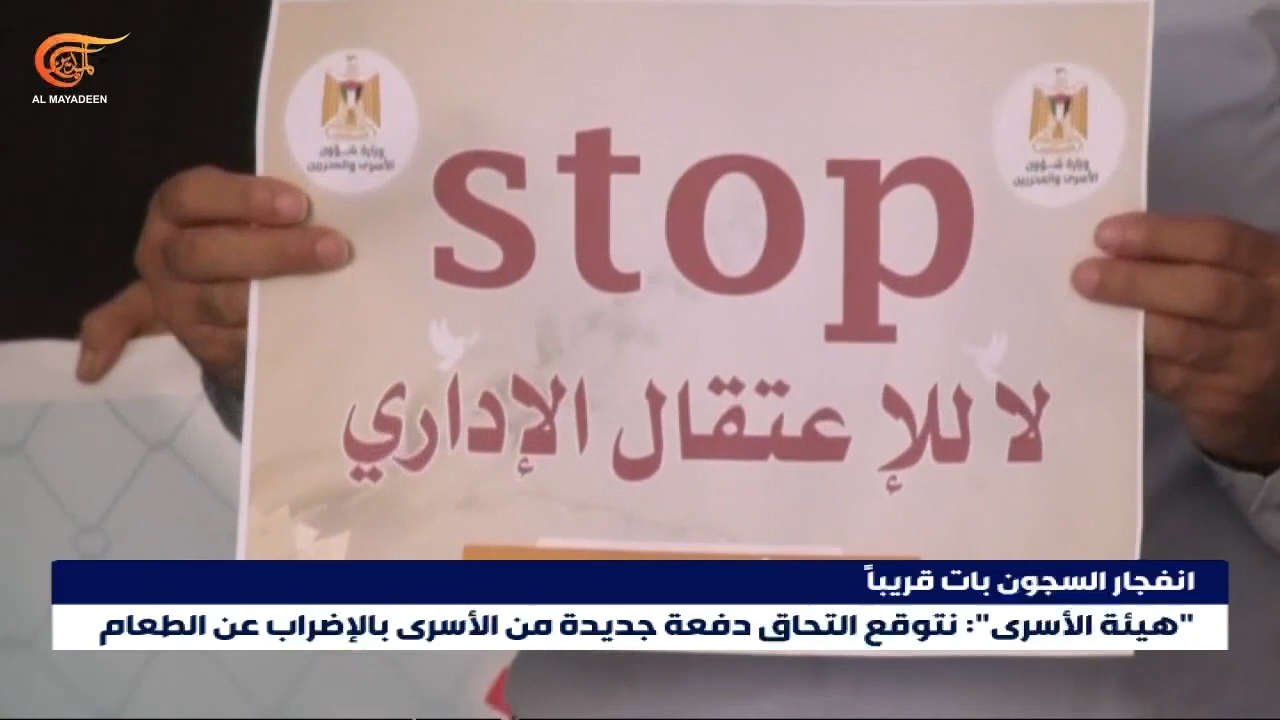 المیادین
AL MAYADEEN
وزارة شؤون
الأسرى والمحررين
وزارة شؤون
الأسرى والمحررين
stop
لا للإعتقال الإداري
انفجار السجون بات قريباً
"هيئة الأسرى": نتوقع التحاق دفعة جديدة من الأسرى بالإضراب عن الطعام